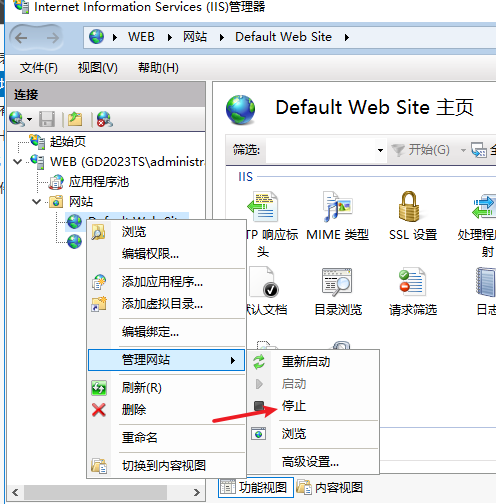 Internet Information Services (IIS)管理器
WEB 网站 Default Web Site
文件(F) 视图(V) 帮助(H)
连接
起始页
WEB (GD2023TS\administra
应用程序池
网站
Default Web Site
Default Web Site 主页
筛选: 开始(G)
IIS
TP 响应标头
MIME 类型
SSL 设置
处理程序
射
认文档
目录浏览
请求筛选
日志
浏览
编辑权限...
添加应用程序...
添加虚拟目录...
编辑绑定...
管理网站
刷新(R)
删除
重命名
切换到内容视图
重新启动
启动
停止
浏览
高级设置...
功能视图 内容视图